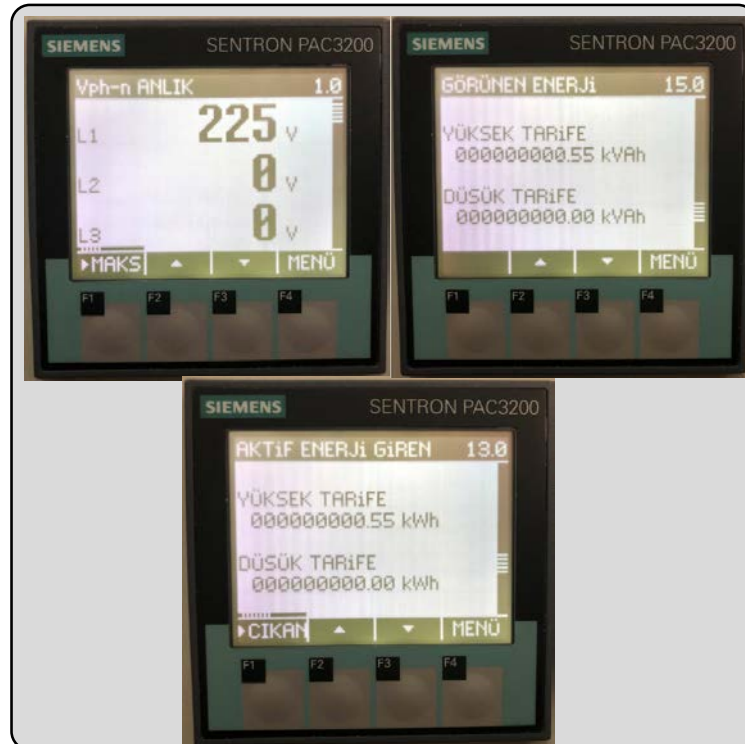 SIEMENS SENTRON PAC3200
Vph-n ANLIK 1.0
L1 225 V
L2 0 V
L3 0 V
▸MAKS ▲ ▼ MENÜ
F1 F2 F3 F4
SIEMENS SENTRON PAC3200
GÖRÜNEN ENERJi 15.0
YÜKSEK TARiFE
000000000.55 kVAh
DÜSÜK TARiFE
000000000.00 kVAh
▲ ▼ MENÜ
F1 F2 F3 F4
SIEMENS SENTRON PAC3200
AKTiF ENERJi GiREN 13.0
YÜKSEK TARiFE
000000000.55 kWh
DÜSÜK TARiFE
000000000.00 kWh
▸CIKAN ▲ ▼ MENÜ
F1 F2 F3 F4